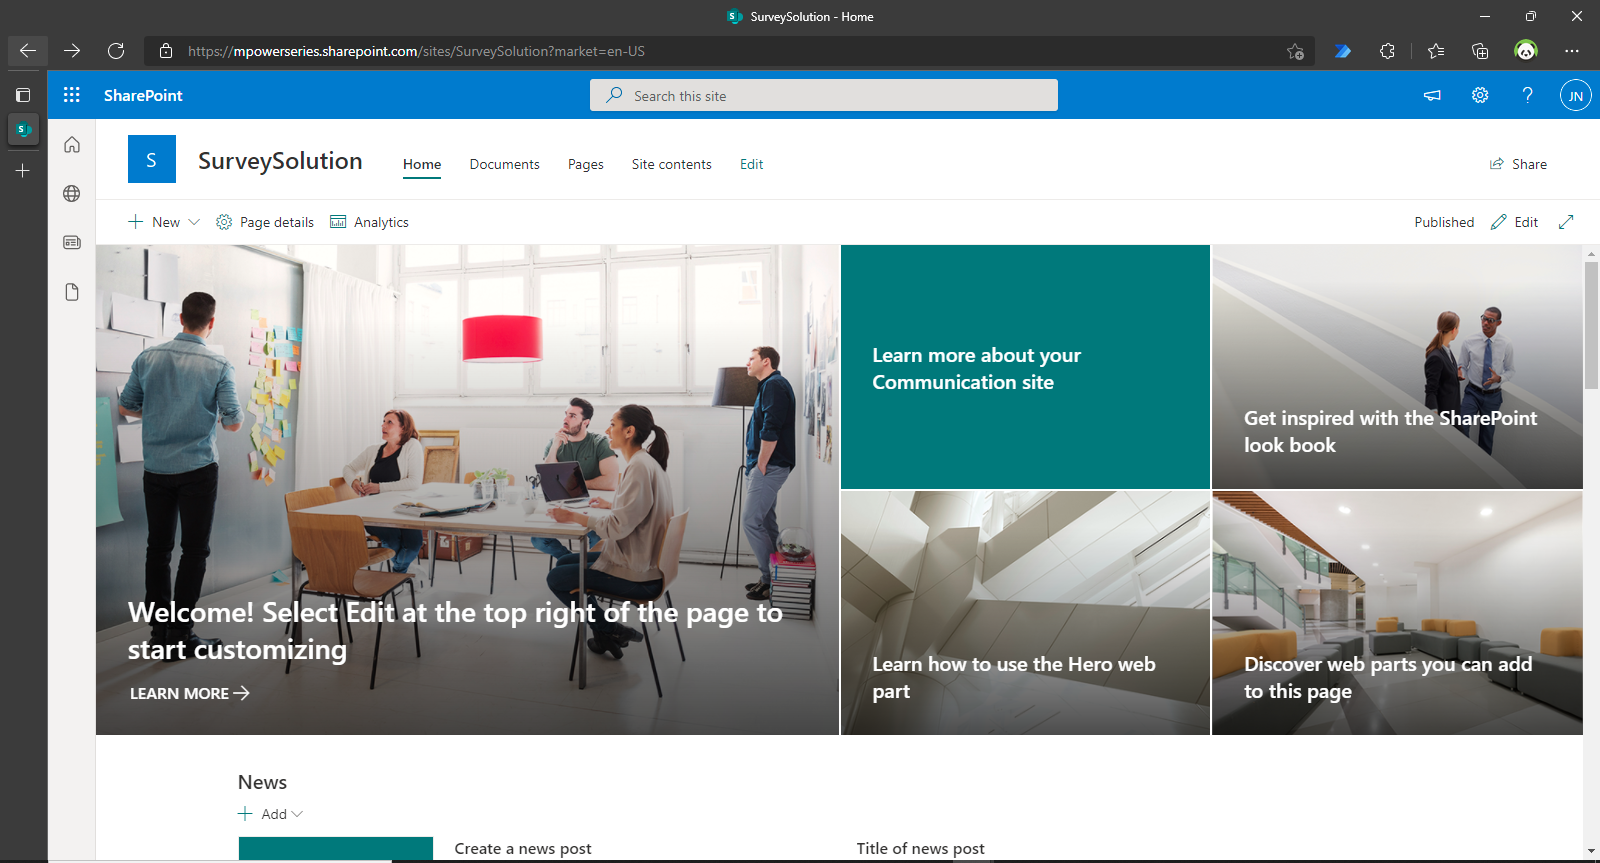 SurveySolution - Home
https://mpowerseries.sharepoint.com/sites/SurveySolution?market=en-US
SharePoint
Search this site
?
JN
S
SurveySolution
Home
Documents
Pages
Site contents
Edit
Share
New
Page details
Analytics
Published
Edit
Welcome! Select Edit at the top right of the page to
start customizing
LEARN MORE
Learn more about your
Communication site
Get inspired with the SharePoint
look book
Learn how to use the Hero web
part
Discover web parts you can add
to this page
News
Add
Create a news post
Title of news post